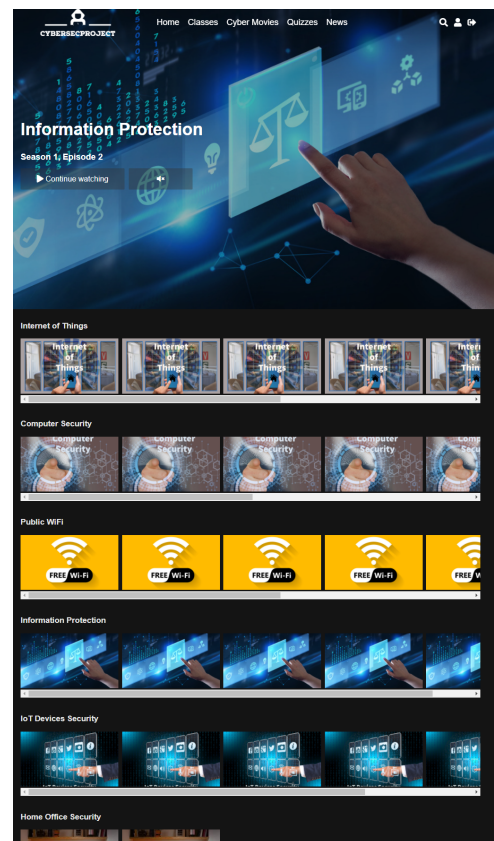 CYBERSECPROJECT
Home Classes Cyber Movies Quizzes News
Information Protection
Season 1, Episode 2
Continue watching
Internet of Things
Internet
of
Things
Internet
of
Things
Internet
of
Things
Internet
of
Things
Computer Security
Computer
Security
Computer
Security
Computer
Security
Computer
Security
Public WiFi
FREE Wi-Fi
FREE Wi-Fi
FREE Wi-Fi
FREE Wi-Fi
FREE
Information Protection
IoT Devices Security
Home Office Security